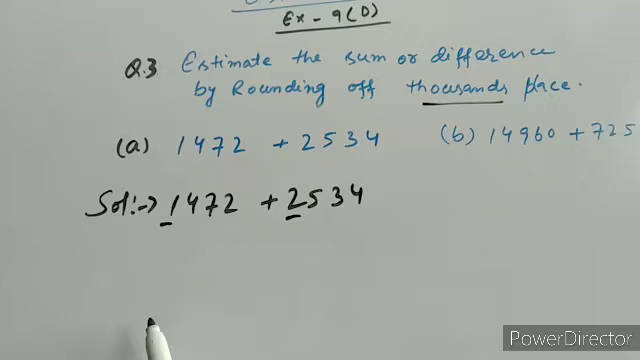 Ex - 9(D)
Q.3 Estimate the sum or difference
by Rounding off thousands place.
(a) 1472 + 2534 (b) 14960 + 725
Sol:-> 1472 + 2534
PowerDirector